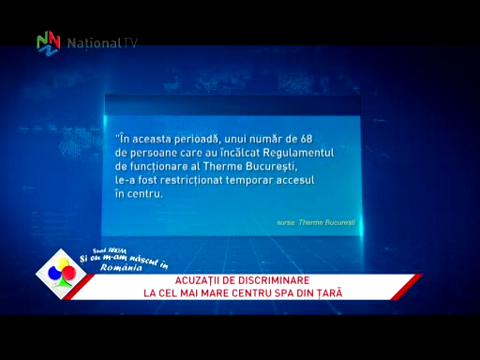 NaționalTV
"În aceasta perioadă, unui număr de 68
de persoane care au încălcat Regulamentul
de funcționare al Therme București,
le-a fost restricționat temporar accesul
în centru.
sursa Therme București
Și eu m-am născut în
România
ACUZAȚII DE DISCRIMINARE
LA CEL MAI MARE CENTRU SPA DIN ȚARĂ